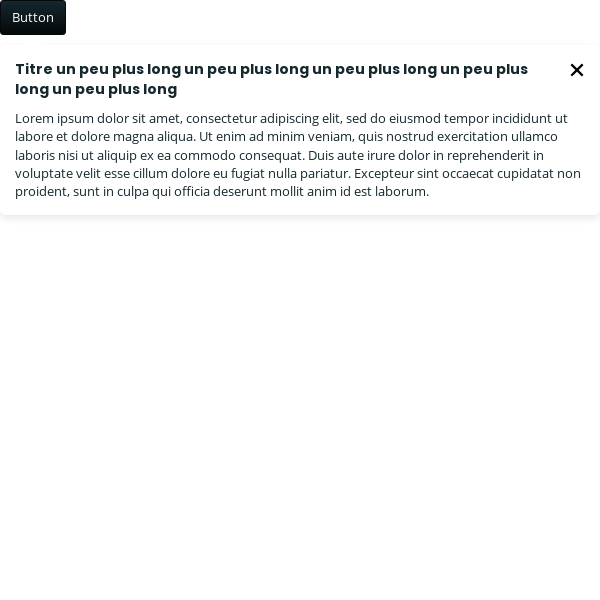 Button
Titre un peu plus long un peu plus long un peu plus long un peu plus
long un peu plus long
Lorem ipsum dolor sit amet, consectetur adipiscing elit, sed do eiusmod tempor incididunt ut
labore et dolore magna aliqua. Ut enim ad minim veniam, quis nostrud exercitation ullamco
laboris nisi ut aliquip ex ea commodo consequat. Duis aute irure dolor in reprehenderit in
voluptate velit esse cillum dolore eu fugiat nulla pariatur. Excepteur sint occaecat cupidatat non
proident, sunt in culpa qui officia deserunt mollit anim id est laborum.